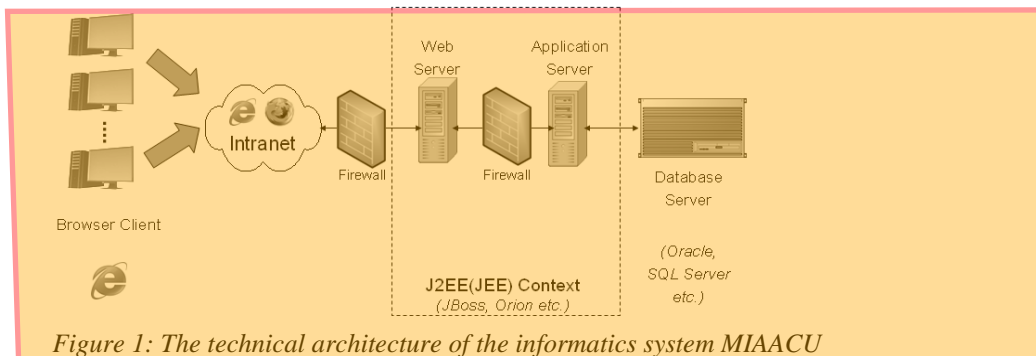 Web
Server
Application
Server
Intranet
Firewall
Firewall
Database
Server
Browser Client
(Oracle,
SQL Server
etc.)
J2EE(JEE) Context
(JBoss, Orion etc.)
Figure 1: The technical architecture of the informatics system MIAACU